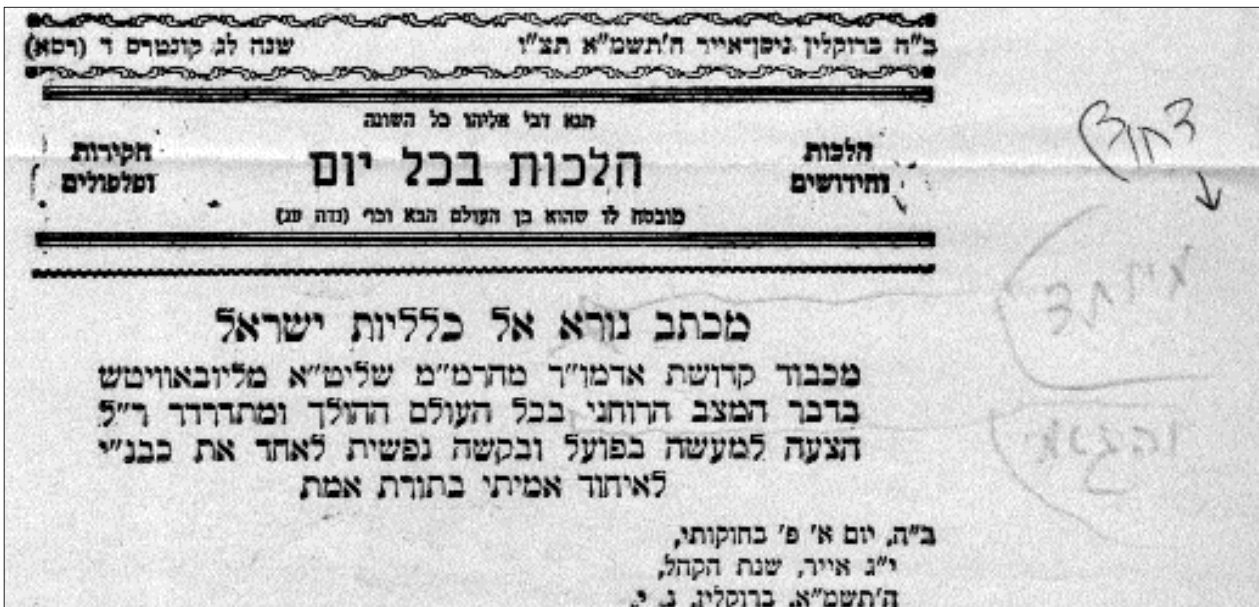 ב"ה ברוקלין ניסן־אייר ה'תשמ"א תצ"ו שנה לג קונטרס ד (רסא)
תנא דבי אליהו כל השונה
הלכות וחידושים
הלכות בכל יום
חקירות ופלפולים
מובטח לו שהוא בן העולם הבא וכו' (נדה עג)
מכתב נורא אל כלליות ישראל
מכבוד קדושת אדמו"ר מהרמ"מ שליט"א מליובאוויטש
בדבר המצב הרוחני בכל העולם ההולך ומתדרדר ר"ל
הצעה למעשה בפועל ובקשה נפשית לאחד את כבנ"י
לאיחוד אמיתי בתורת אמת
ב"ה, יום א' פ' בחוקותי,
י"ג אייר, שנת הקהל,
ה'תשמ"א, ברוקלין, נ. י.